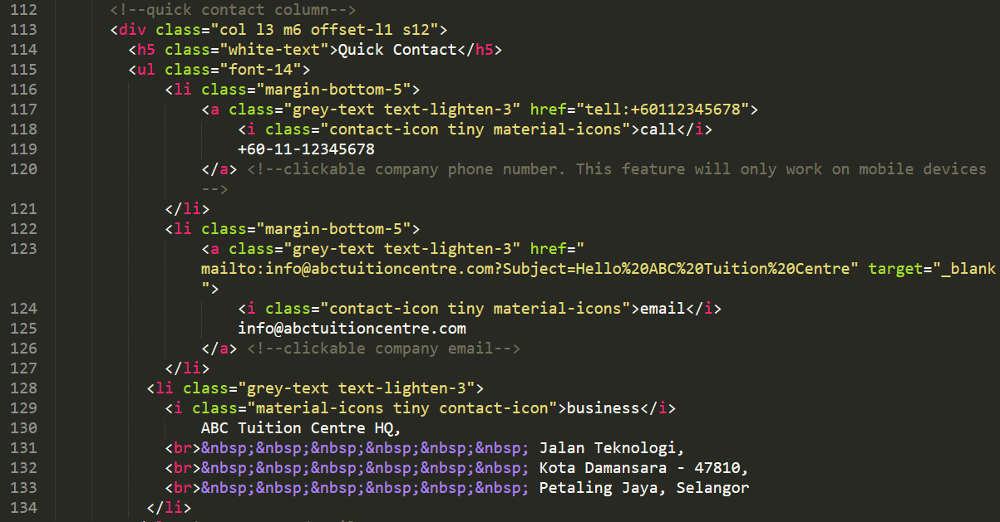 112 <!--quick contact column-->
113 <div class="col l3 m6 offset-l1 s12">
114 <h5 class="white-text">Quick Contact</h5>
115 <ul class="font-14">
116 <li class="margin-bottom-5">
117 <a class="grey-text text-lighten-3" href="tell:+60112345678">
118 <i class="contact-icon tiny material-icons">call</i>
119 +60-11-12345678
120 </a> <!--clickable company phone number. This feature will only work on mobile devices
-->
121 </li>
122 <li class="margin-bottom-5">
123 <a class="grey-text text-lighten-3" href="
mailto:info@abctuitioncentre.com?Subject=Hello%20ABC%20Tuition%20Centre" target="_blank
">
124 <i class="contact-icon tiny material-icons">email</i>
125 info@abctuitioncentre.com
126 </a> <!--clickable company email-->
127 </li>
128 <li class="grey-text text-lighten-3">
129 <i class="material-icons tiny contact-icon">business</i>
130 ABC Tuition Centre HQ,
131 <br>&nbsp;&nbsp;&nbsp;&nbsp;&nbsp;&nbsp; Jalan Teknologi,
132 <br>&nbsp;&nbsp;&nbsp;&nbsp;&nbsp;&nbsp; Kota Damansara - 47810,
133 <br>&nbsp;&nbsp;&nbsp;&nbsp;&nbsp;&nbsp; Petaling Jaya, Selangor
134 </li>